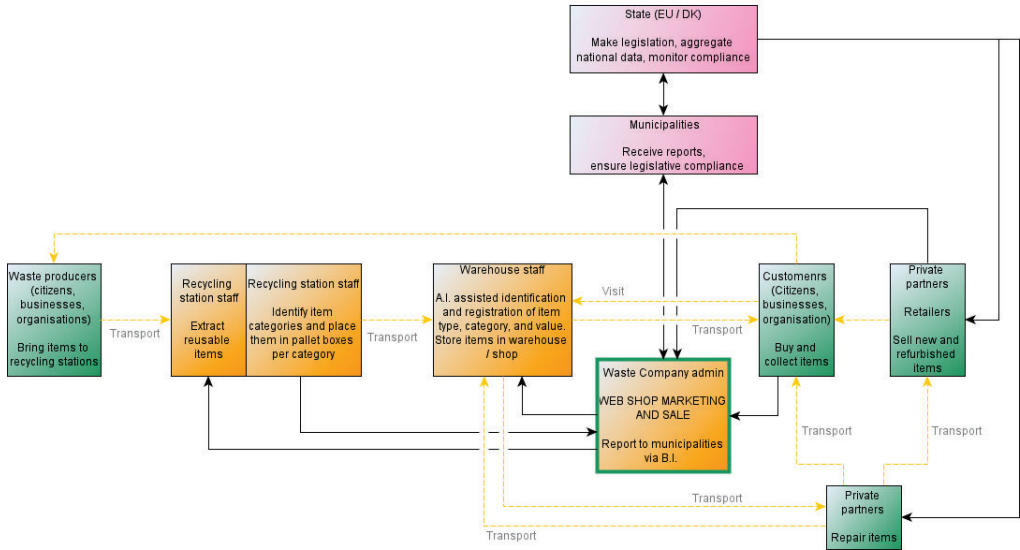 State (EU / DK)
Make legislation, aggregate
national data, monitor compliance
Municipalities
Receive reports,
ensure legislative compliance
Waste producers
(citizens,
businesses,
organisations)
Bring items to
recycling stations
Transport
Recycling
station staff
Extract
reusable
items
Recycling station staff
Identify item
categories and place
them in pallet boxes
per category
Transport
Warehouse staff
A.I. assisted identification
and registration of item
type, category, and value.
Store items in warehouse
/ shop
Visit
Transport
Customenrs
(Citizens,
businesses,
organisation)
Buy and
collect items
Private
partners
Retailers
Sell new and
refurbished
items
Waste Company admin
WEB SHOP MARKETING
AND SALE
Report to municipalities
via B.I.
Transport
Transport
Transport
Transport
Private
partners
Repair items